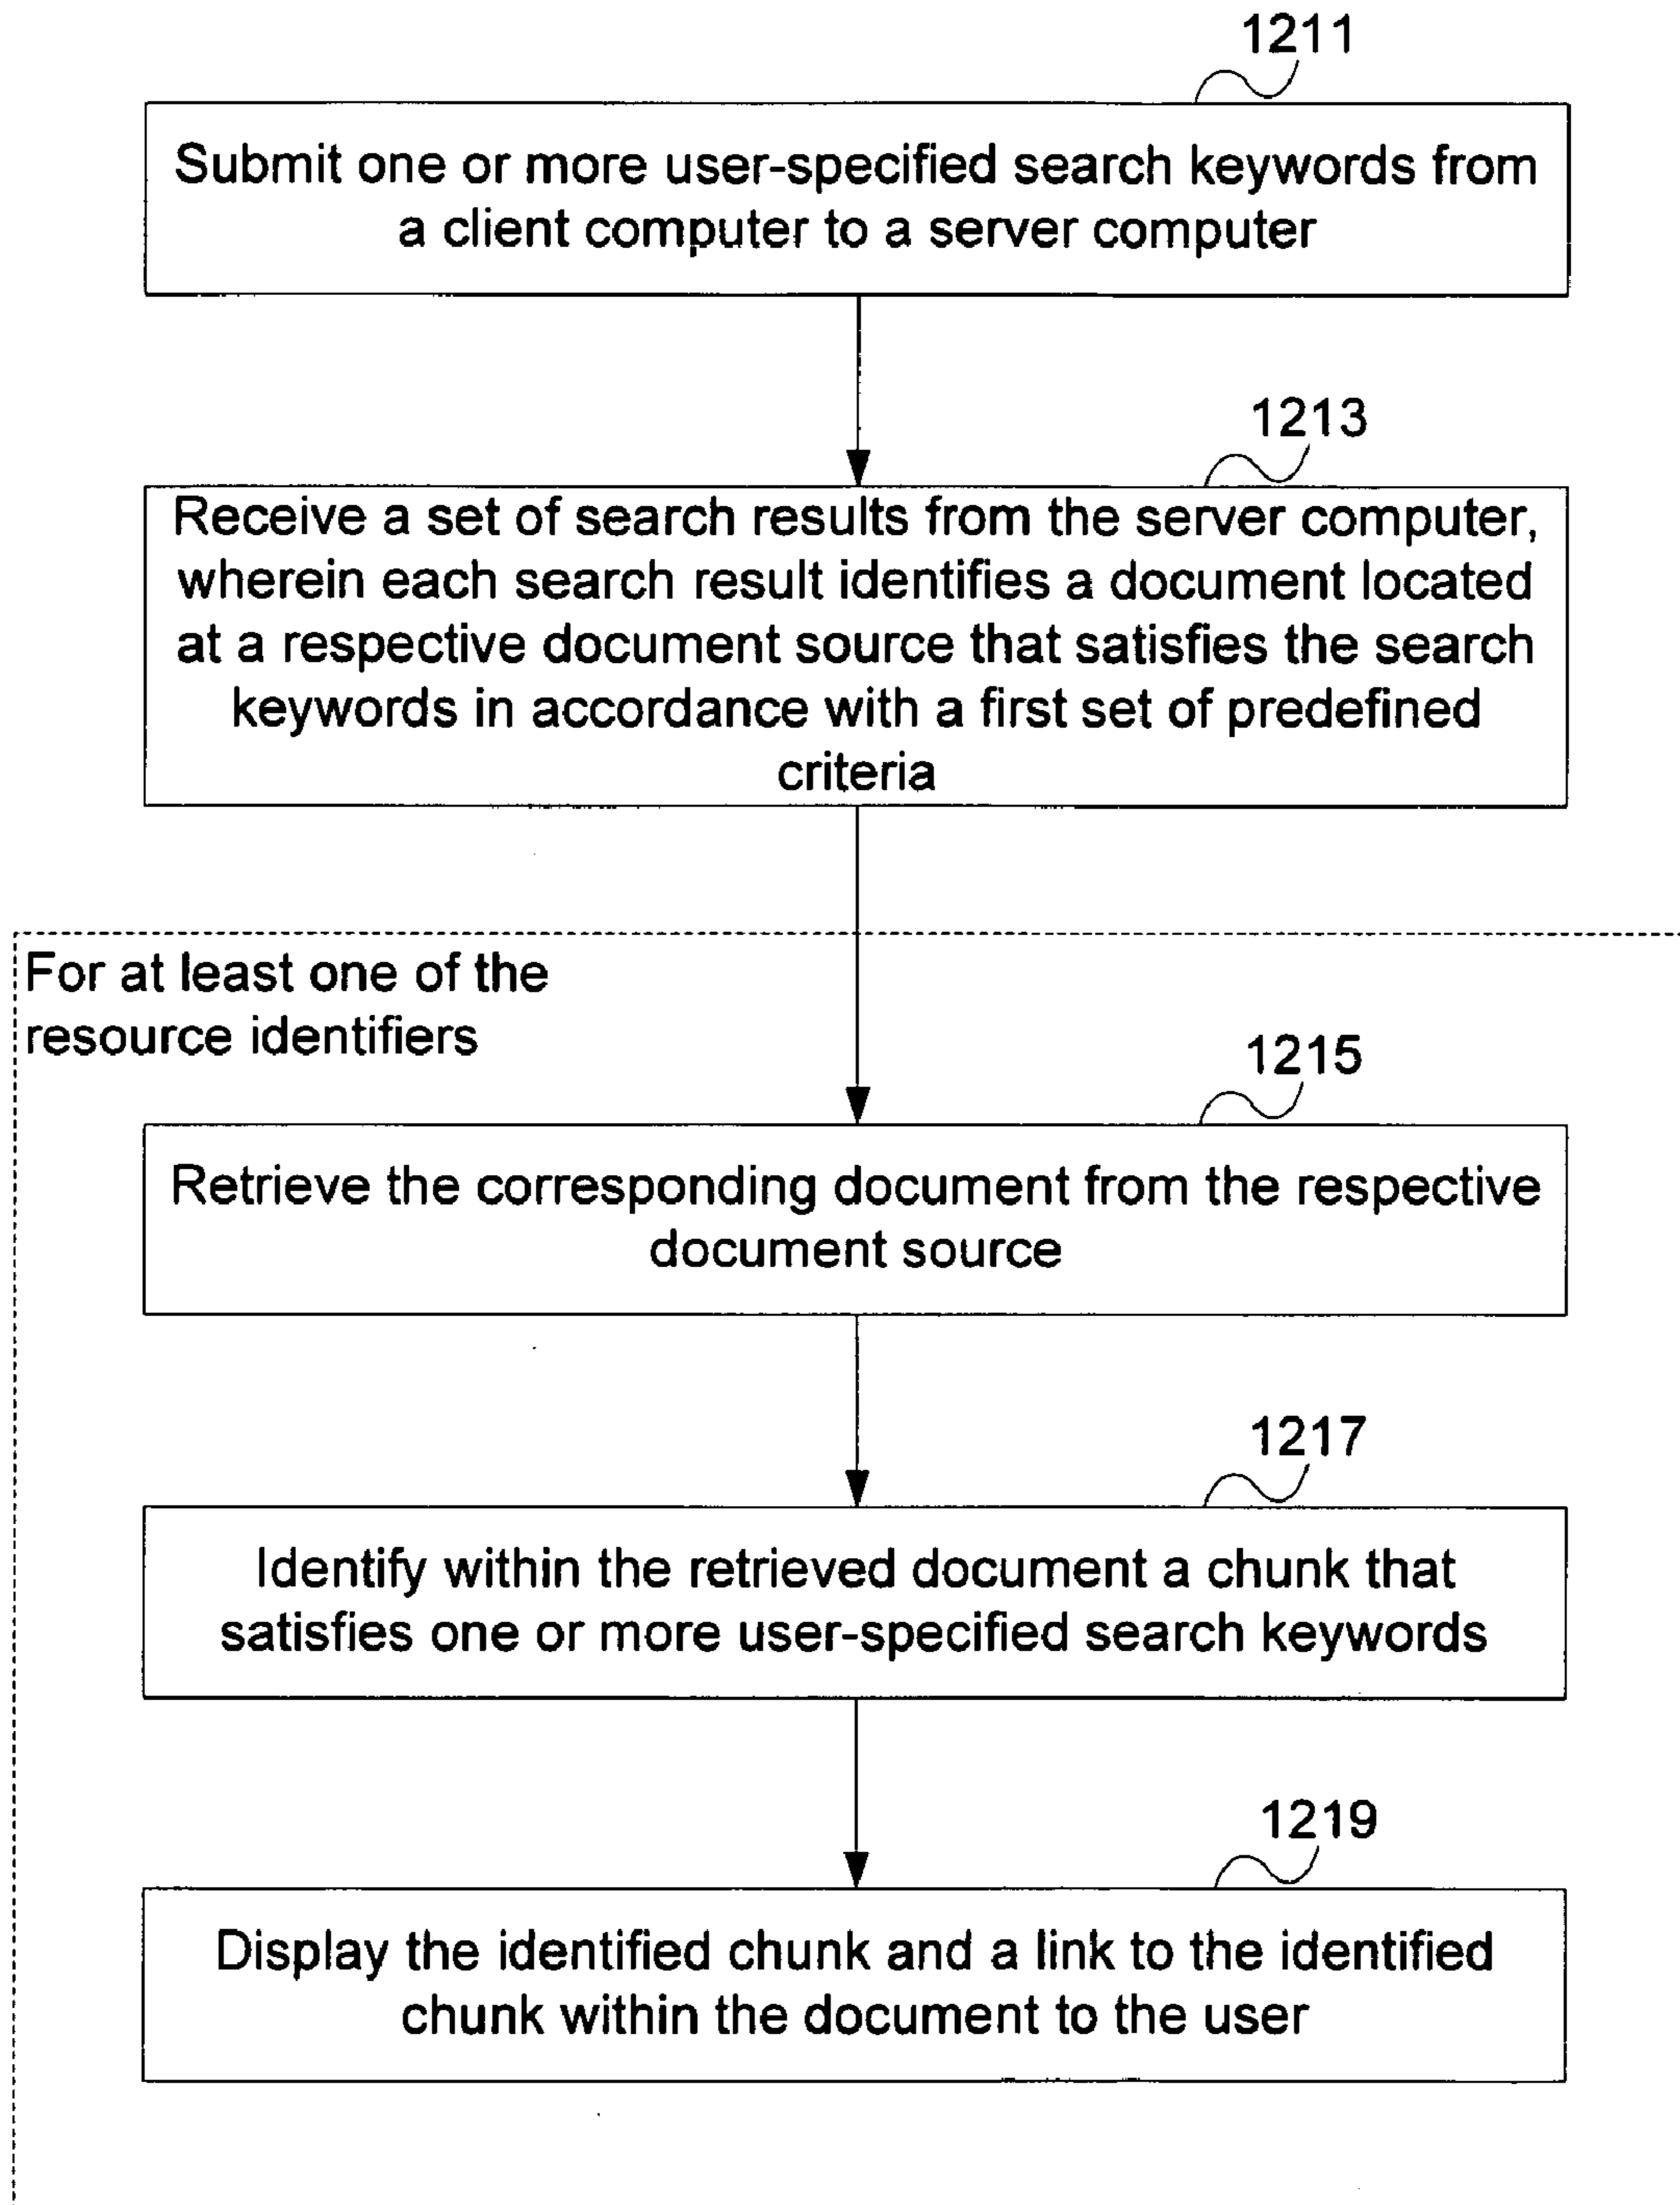 1211
Submit one or more user-specified search keywords from
a client computer to a server computer
1213
Receive a set of search results from the server computer,
wherein each search result identifies a document located
at a respective document source that satisfies the search
keywords in accordance with a first set of predefined
criteria
For at least one of the
resource identifiers
1215
Retrieve the corresponding document from the respective
document source
1217
Identify within the retrieved document a chunk that
satisfies one or more user-specified search keywords
1219
Display the identified chunk and a link to the identified
chunk within the document to the user